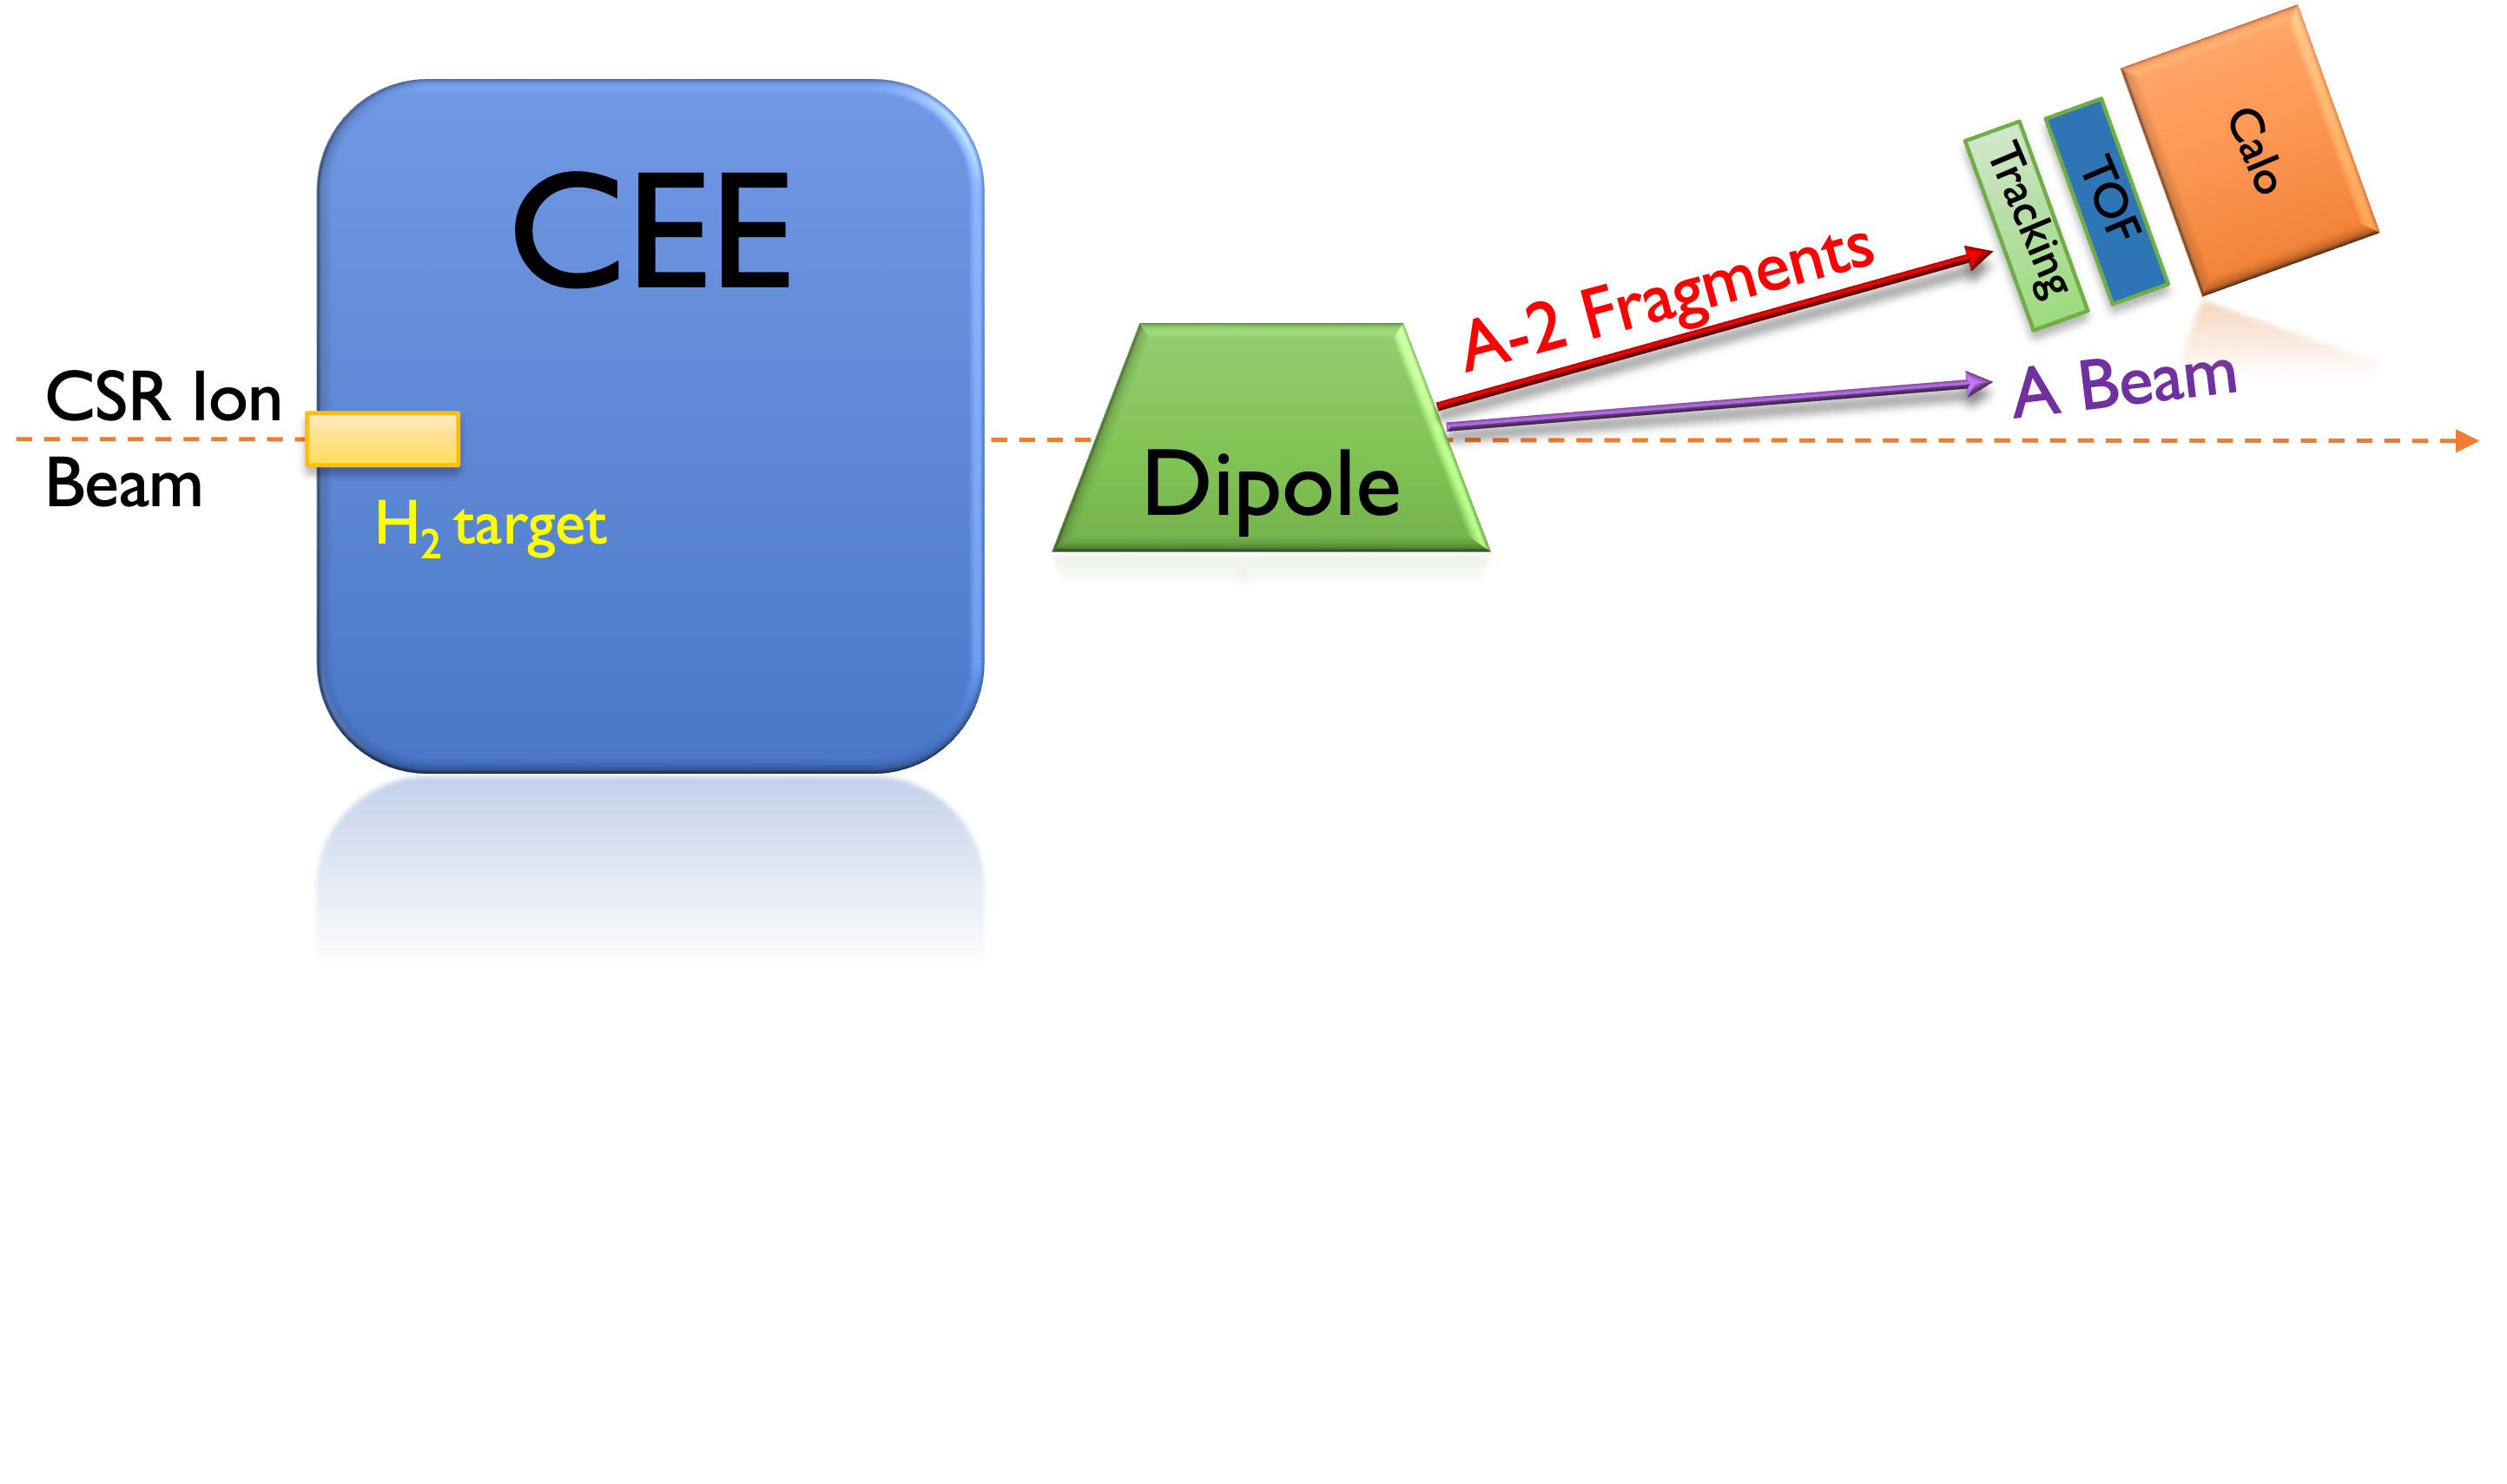 CEE
CSR Ion
Beam
H2 target
Dipole
A-2 Fragments
A Beam
Tracking
TOF
Calo